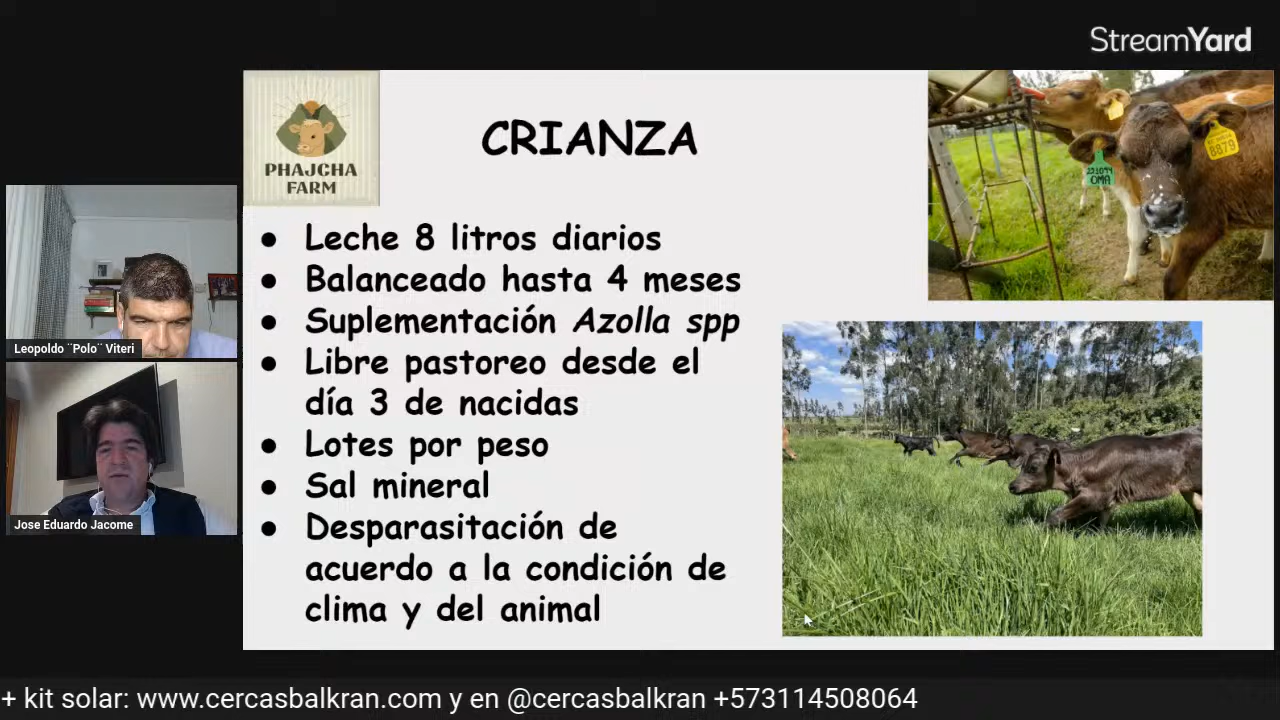 StreamYard
PHAJCHA
FARM
CRIANZA
● Leche 8 litros diarios
● Balanceado hasta 4 meses
● Suplementación Azolla spp
● Libre pastoreo desde el
día 3 de nacidas
● Lotes por peso
● Sal mineral
● Desparasitación de
acuerdo a la condición de
clima y del animal
8879
OMA
Leopoldo ¨Polo¨ Viteri
Jose Eduardo Jacome
+ kit solar: www.cercasbalkran.com y en @cercasbalkran +573114508064